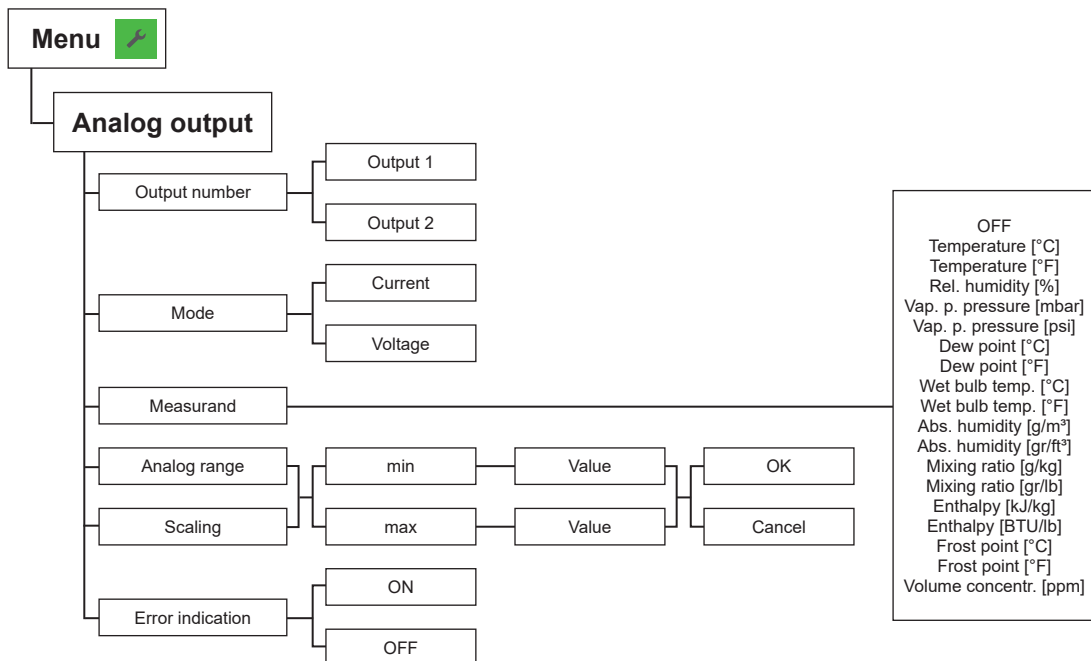 Menu
Analog output
Output number
Output 1
Output 2
Mode
Current
Voltage
Measurand
OFF
Temperature [°C]
Temperature [°F]
Rel. humidity [%]
Vap. p. pressure [mbar]
Vap. p. pressure [psi]
Dew point [°C]
Dew point [°F]
Wet bulb temp. [°C]
Wet bulb temp. [°F]
Abs. humidity [g/m³]
Abs. humidity [gr/ft³]
Mixing ratio [g/kg]
Mixing ratio [gr/lb]
Enthalpy [kJ/kg]
Enthalpy [BTU/lb]
Frost point [°C]
Frost point [°F]
Volume concentr. [ppm]
Analog range
min
Value
OK
Scaling
max
Value
Cancel
Error indication
ON
OFF